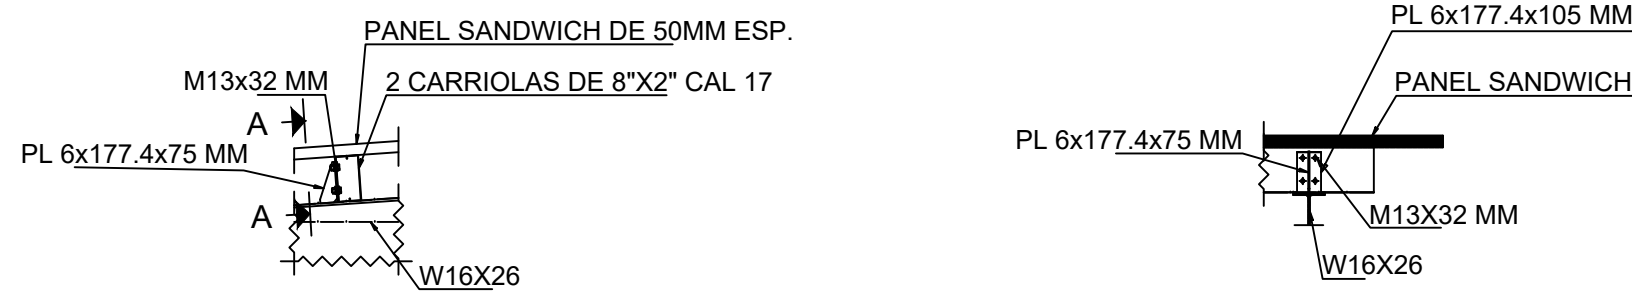 PANEL SANDWICH DE 50MM ESP.
M13x32 MM
2 CARRIOLAS DE 8"X2" CAL 17
A
PL 6x177.4x75 MM
A
W16X26
PL 6x177.4x105 MM
PANEL SANDWICH
PL 6x177.4x75 MM
M13X32 MM
W16X26